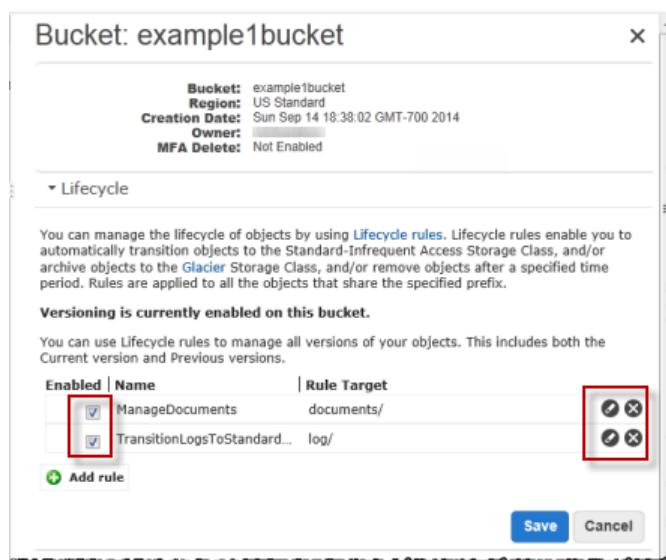 Bucket: example1bucket
Bucket: example1bucket
Region: US Standard
Creation Date: Sun Sep 14 18:38:02 GMT-700 2014
Owner:
MFA Delete: Not Enabled
Lifecycle
You can manage the lifecycle of objects by using Lifecycle rules. Lifecycle rules enable you to
automatically transition objects to the Standard-Infrequent Access Storage Class, and/or
archive objects to the Glacier Storage Class, and/or remove objects after a specified time
period. Rules are applied to all the objects that share the specified prefix.
Versioning is currently enabled on this bucket.
You can use Lifecycle rules to manage all versions of your objects. This includes both the
Current version and Previous versions.
Enabled Name Rule Target
ManageDocuments documents/
TransitionLogsToStandard... log/
Add rule
Save Cancel